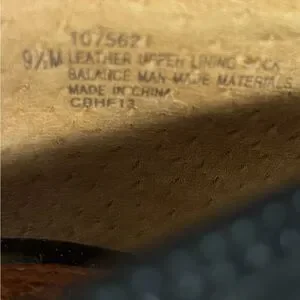 1075621
9½M LEATHER UPPER LINING SOCK
BALANCE MAN MADE MATERIALS
MADE IN CHINA
CBHF13